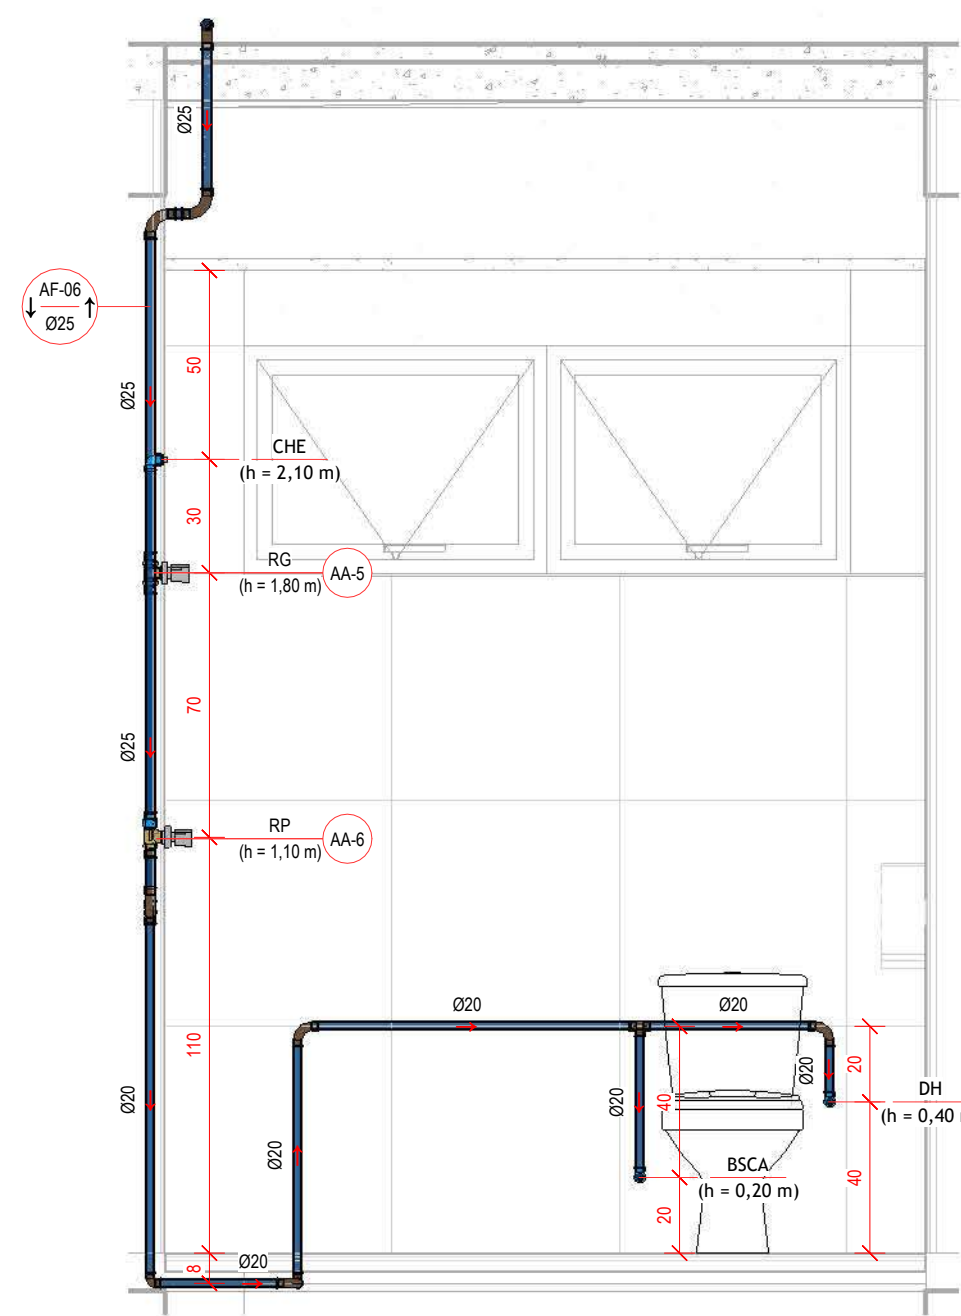 Ø25
AF-06
Ø25
Ø25
50
CHE
(h = 2,10 m)
30
RG
(h = 1,80 m)
AA-5
70
Ø25
RP
(h = 1,10 m)
AA-6
110
Ø20
Ø20
Ø20
Ø20
Ø20
40
Ø20
20
DH
(h = 0,40
BSCA
(h = 0,20 m)
20
40
Ø20
8